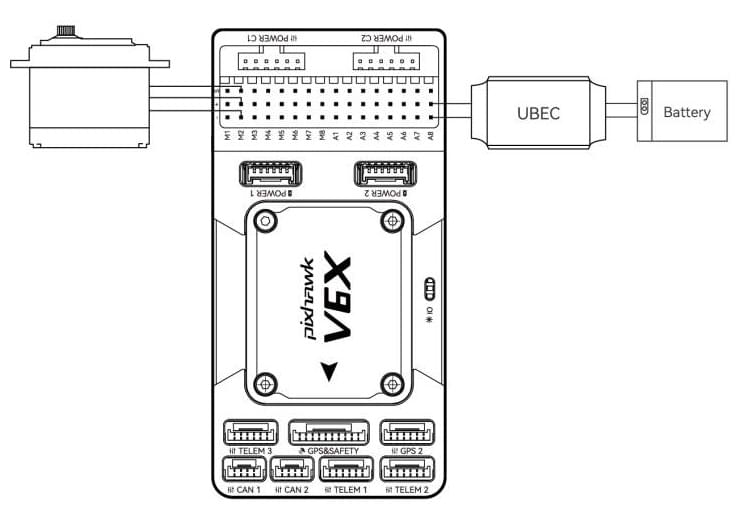 POWER C1
POWER C2
S
+
-
M1
M2
M3
M4
M5
M6
M7
M8
A1
A2
A3
A4
A5
A6
A7
A8
UBEC
Battery
POWER 1
POWER 2
pixhawk
V6X
IO
TELEM 3
GPS&SAFETY
GPS 2
CAN 1
CAN 2
TELEM 1
TELEM 2